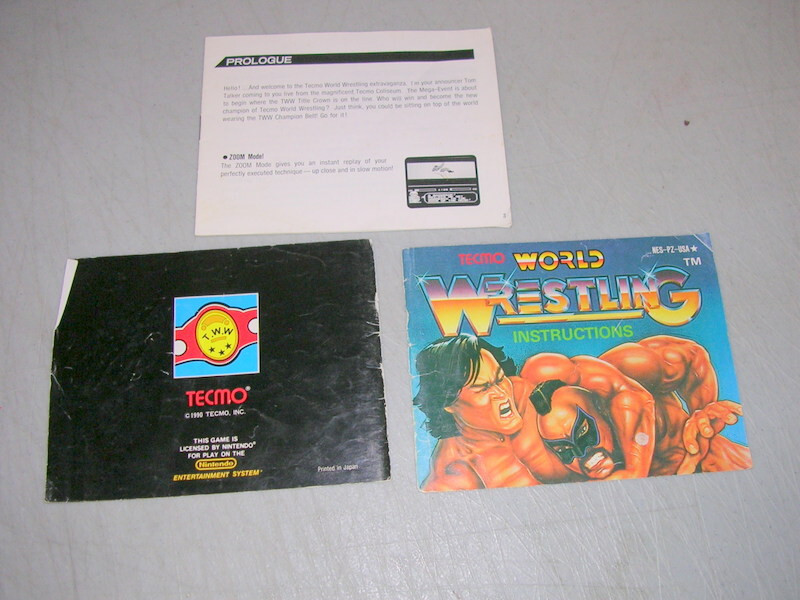 PROLOGUE
Hello!... And welcome to the Tecmo World Wrestling extravaganza. I'm your announcer Tom
Talker coming to you live from the magnificent Tecmo Coliseum. The Mega-Event is about
to begin where the TWW Title Crown is on the line. Who will win and become the new
champion of Tecmo World Wrestling? Just think, you could be sitting on top of the world
wearing the TWW Champion Belt! Go for it!
● ZOOM Mode!
The ZOOM Mode gives you an instant replay of your
perfectly executed technique — up close and in slow motion!
T.W.W
TECMO®
©1990 TECMO, INC.
THIS GAME IS
LICENSED BY NINTENDO®
FOR PLAY ON THE
Nintendo
ENTERTAINMENT SYSTEM®
Printed in Japan
NES-PZ-USA★
TECMO WORLD
WRESTLING TM
INSTRUCTIONS